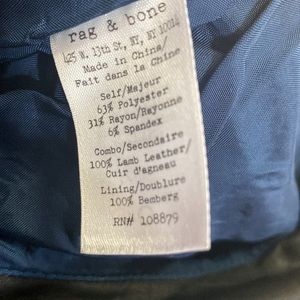 rag & bone
425 W. 13th St, NY, NY 10014
Made in China/
Fait dans la Chine
Self/Majeur
63% Polyester
31% Rayon/Rayonne
6% Spandex
Combo/Secondaire
100% Lamb Leather/
Cuir d'agneau
Lining/Doublure
100% Bemberg
RN# 108879